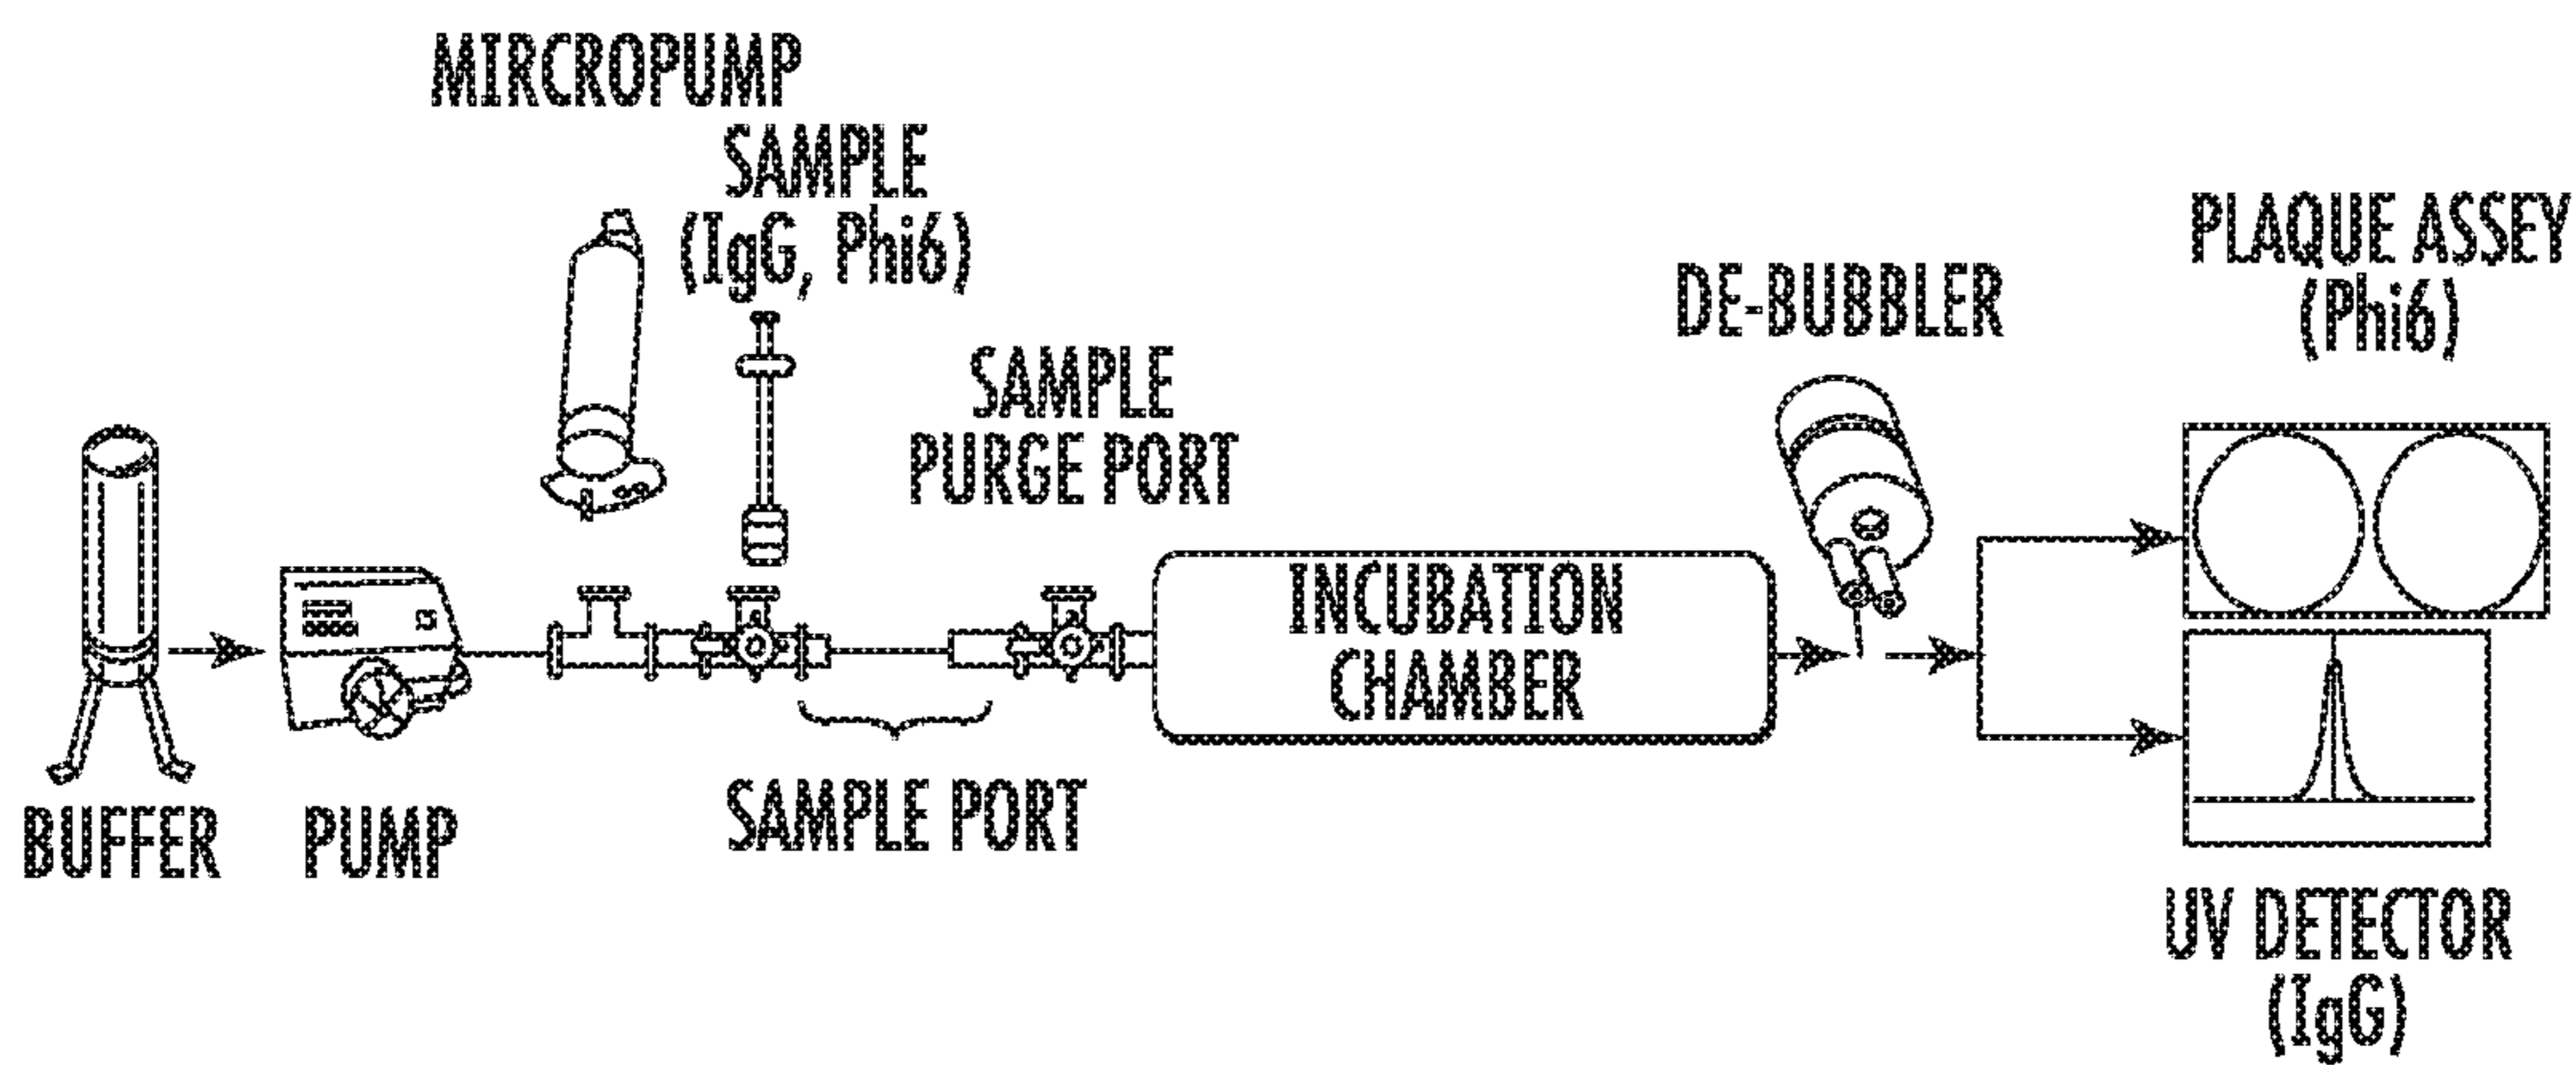 MIRCROPUMP
SAMPLE
(IgG, Phi6)
SAMPLE
PURGE PORT
DE-BUBBLER
PLAQUE ASSEY
(Phi6)
INCUBATION
CHAMBER
BUFFER
PUMP
SAMPLE PORT
UV DETECTOR
(IgG)